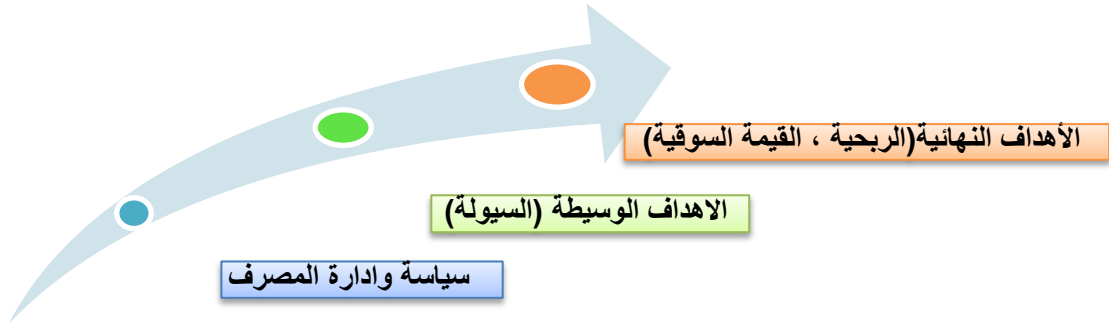 الأهداف النهائية(الربحية ، القيمة السوقية)
الاهداف الوسيطة (السيولة)
سياسة وادارة المصرف